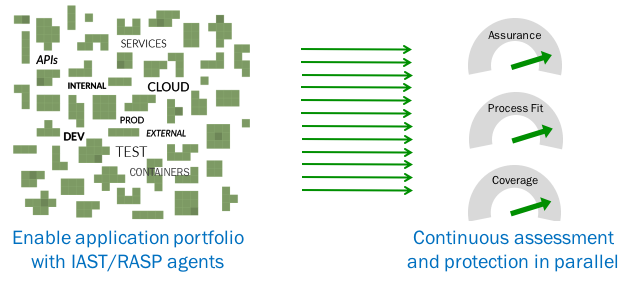 SERVICES
APIs
INTERNAL
CLOUD
PROD
DEV
EXTERNAL
TEST
CONTAINERS
Enable application portfolio
with IAST/RASP agents
Assurance
Process Fit
Coverage
Continuous assessment
and protection in parallel